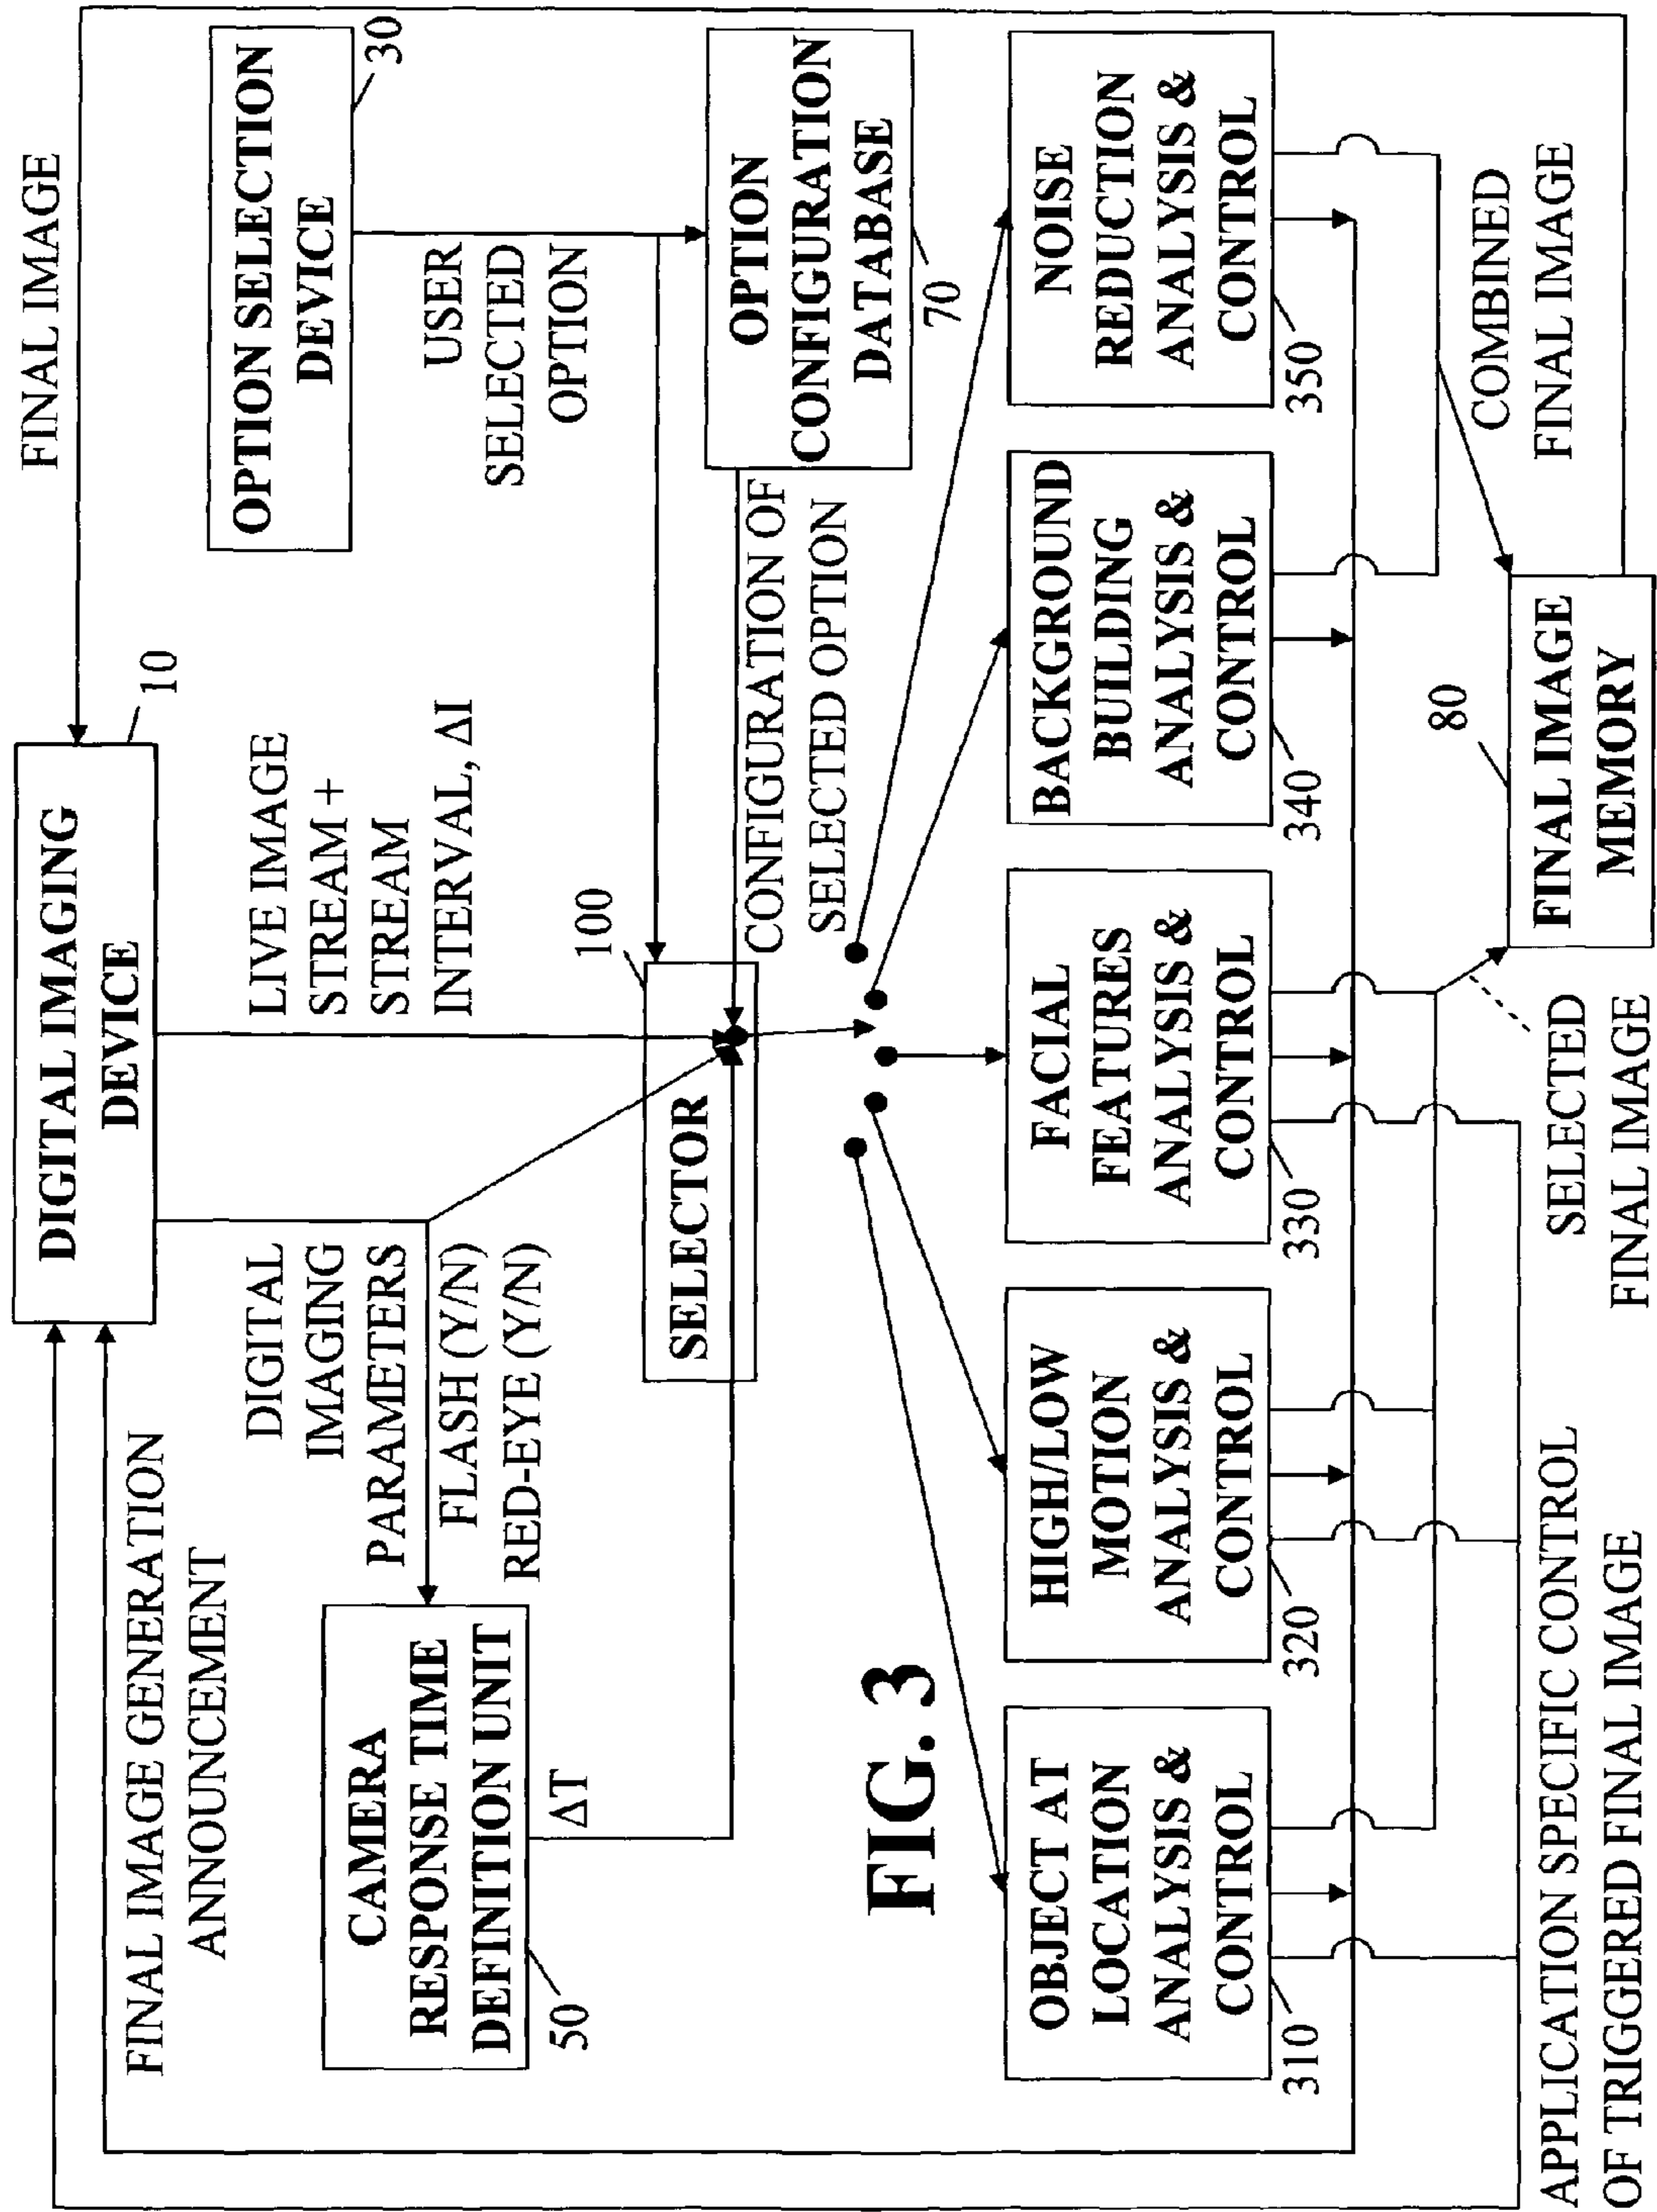 FINAL IMAGE GENERATION
ANNOUNCEMENT
DIGITAL IMAGING
DEVICE
10
FINAL IMAGE
CAMERA
RESPONSE TIME
DEFINITION UNIT
50
ΔT
DIGITAL
IMAGING
PARAMETERS
FLASH (Y/N)
RED-EYE (Y/N)
LIVE IMAGE
STREAM +
STREAM
INTERVAL, ΔI
OPTION SELECTION
DEVICE
30
USER
SELECTED
OPTION
SELECTOR
100
OPTION
CONFIGURATION
DATABASE
70
CONFIGURATION OF
SELECTED OPTION
FIG. 3
OBJECT AT
LOCATION
ANALYSIS &
CONTROL
310
HIGH/LOW
MOTION
ANALYSIS &
CONTROL
320
FACIAL
FEATURES
ANALYSIS &
CONTROL
330
BACKGROUND
BUILDING
ANALYSIS &
CONTROL
340
NOISE
REDUCTION
ANALYSIS &
CONTROL
350
APPLICATION SPECIFIC CONTROL
OF TRIGGERED FINAL IMAGE
SELECTED
FINAL IMAGE
80
FINAL IMAGE
MEMORY
COMBINED
FINAL IMAGE